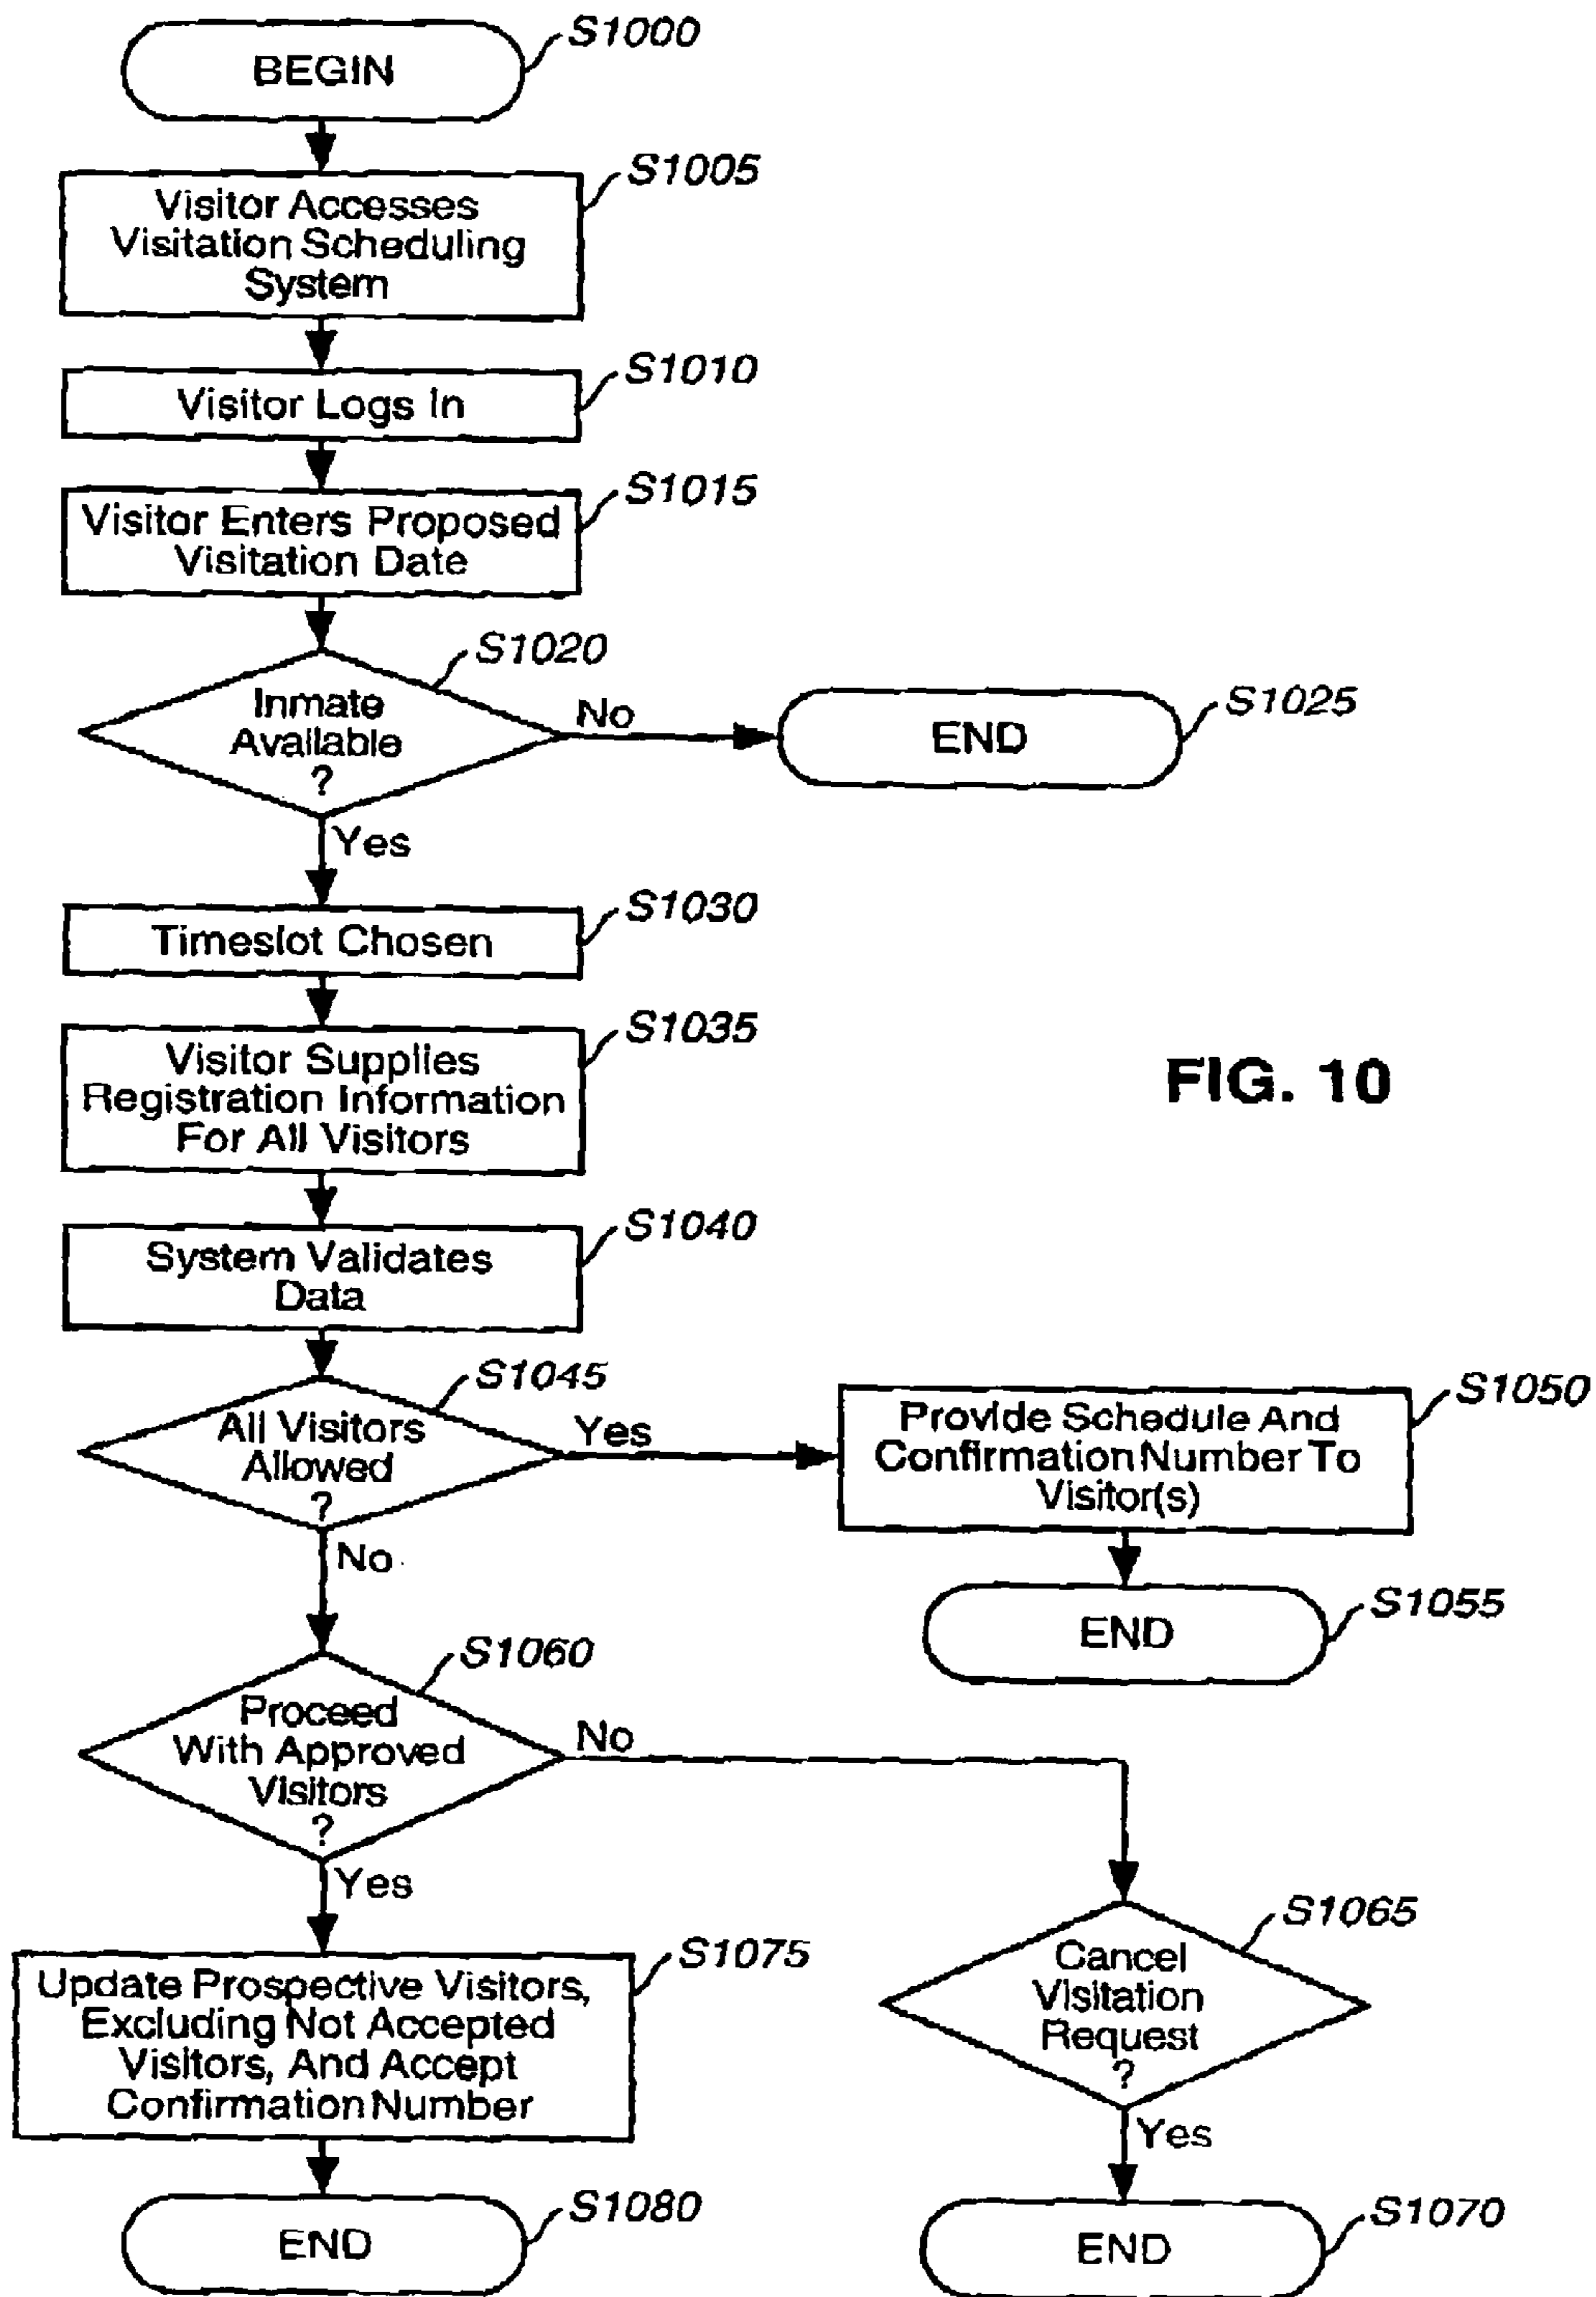 BEGIN
S1000
Visitor Accesses
Visitation Scheduling
System
S1005
Visitor Logs In
S1010
Visitor Enters Proposed
Visitation Date
S1015
Inmate
Available
?
S1020
No
END
S1025
Yes
Timeslot Chosen
S1030
Visitor Supplies
Registration Information
For All Visitors
S1035
FIG. 10
System Validates
Data
S1040
All Visitors
Allowed
?
S1045
Yes
Provide Schedule And
Confirmation Number To
Visitor(s)
S1050
END
S1055
No
Proceed
With Approved
Visitors
?
S1060
No
Cancel
Visitation
Request
?
S1065
Yes
END
S1070
Yes
Update Prospective Visitors,
Excluding Not Accepted
Visitors, And Accept
Confirmation Number
S1075
END
S1080